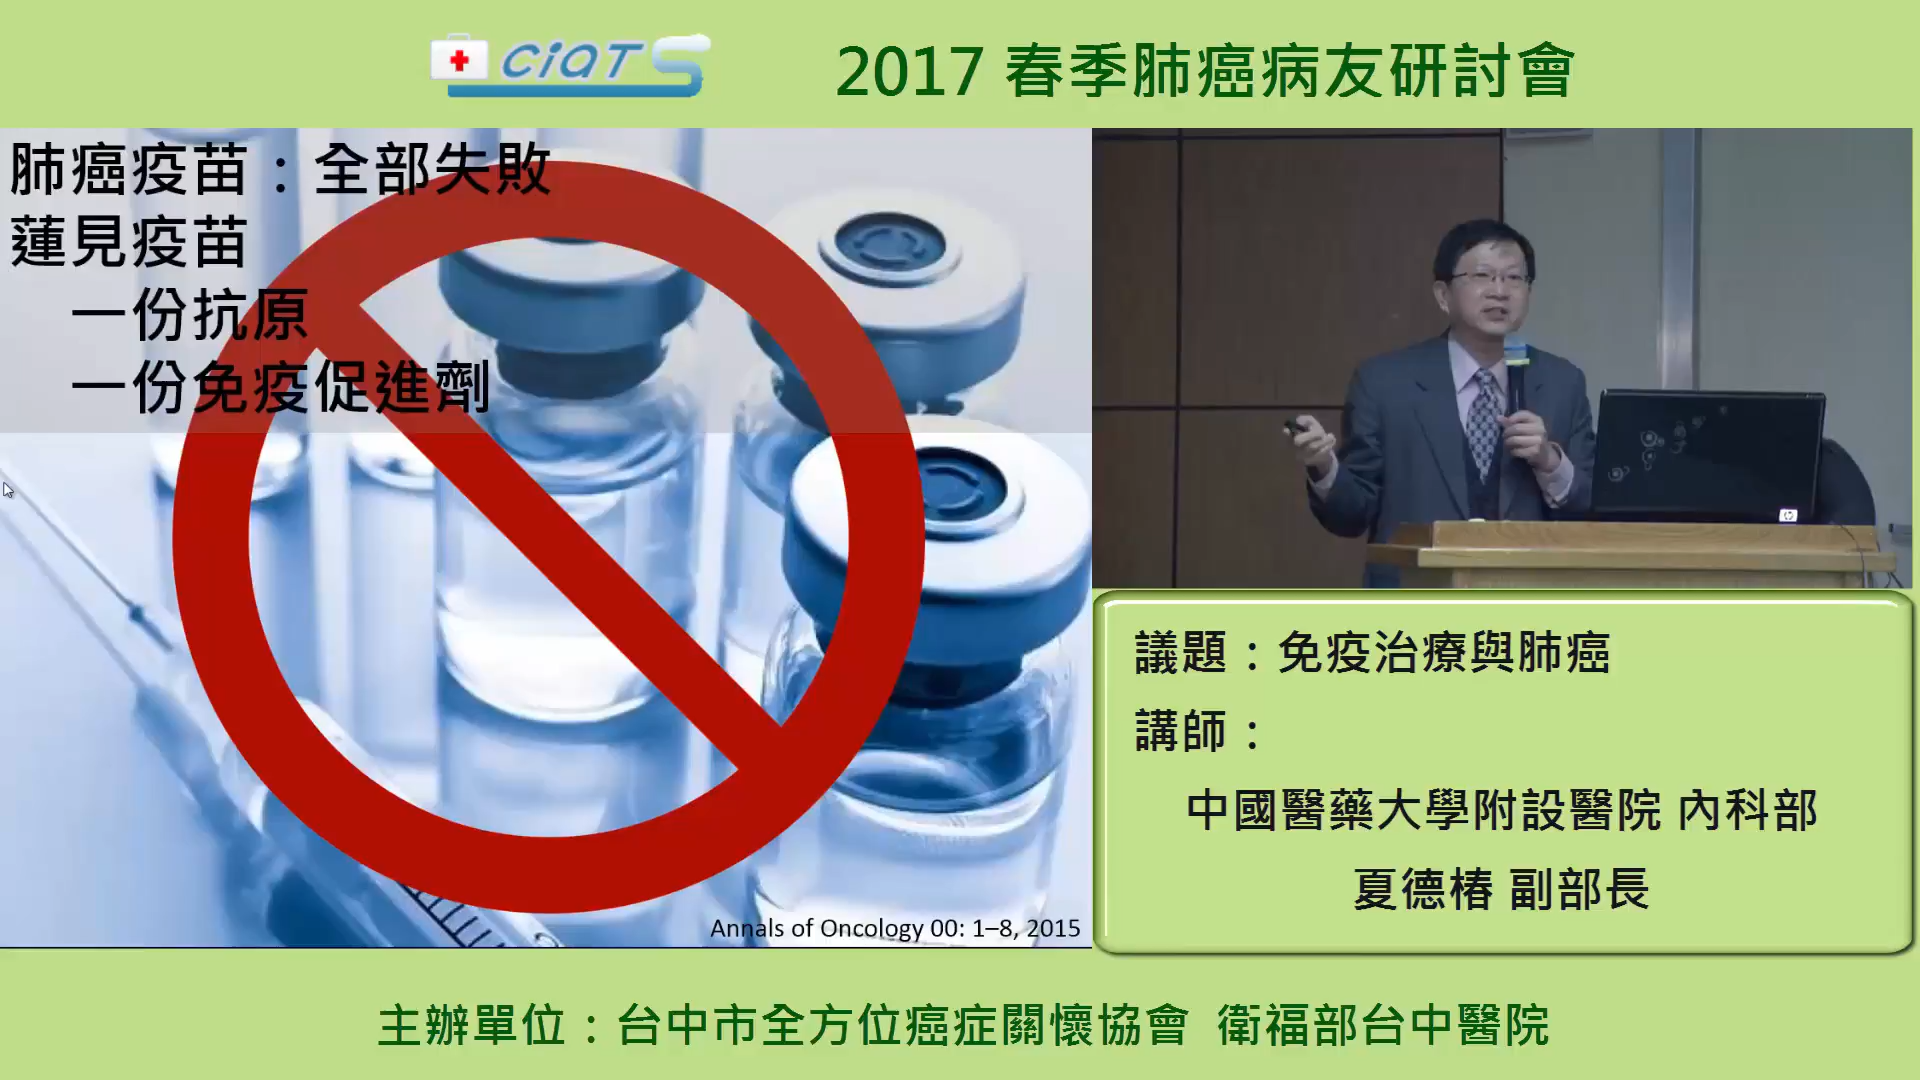 CiQTS
2017 春季肺癌病友研討會
肺癌疫苗：全部失敗
蓮見疫苗
一份抗原
一份免疫促進劑
Annals of Oncology 00: 1–8, 2015
hp
議題：免疫治療與肺癌
講師：
中國醫藥大學附設醫院 內科部
夏德椿 副部長
主辦單位：台中市全方位癌症關懷協會 衛福部台中醫院